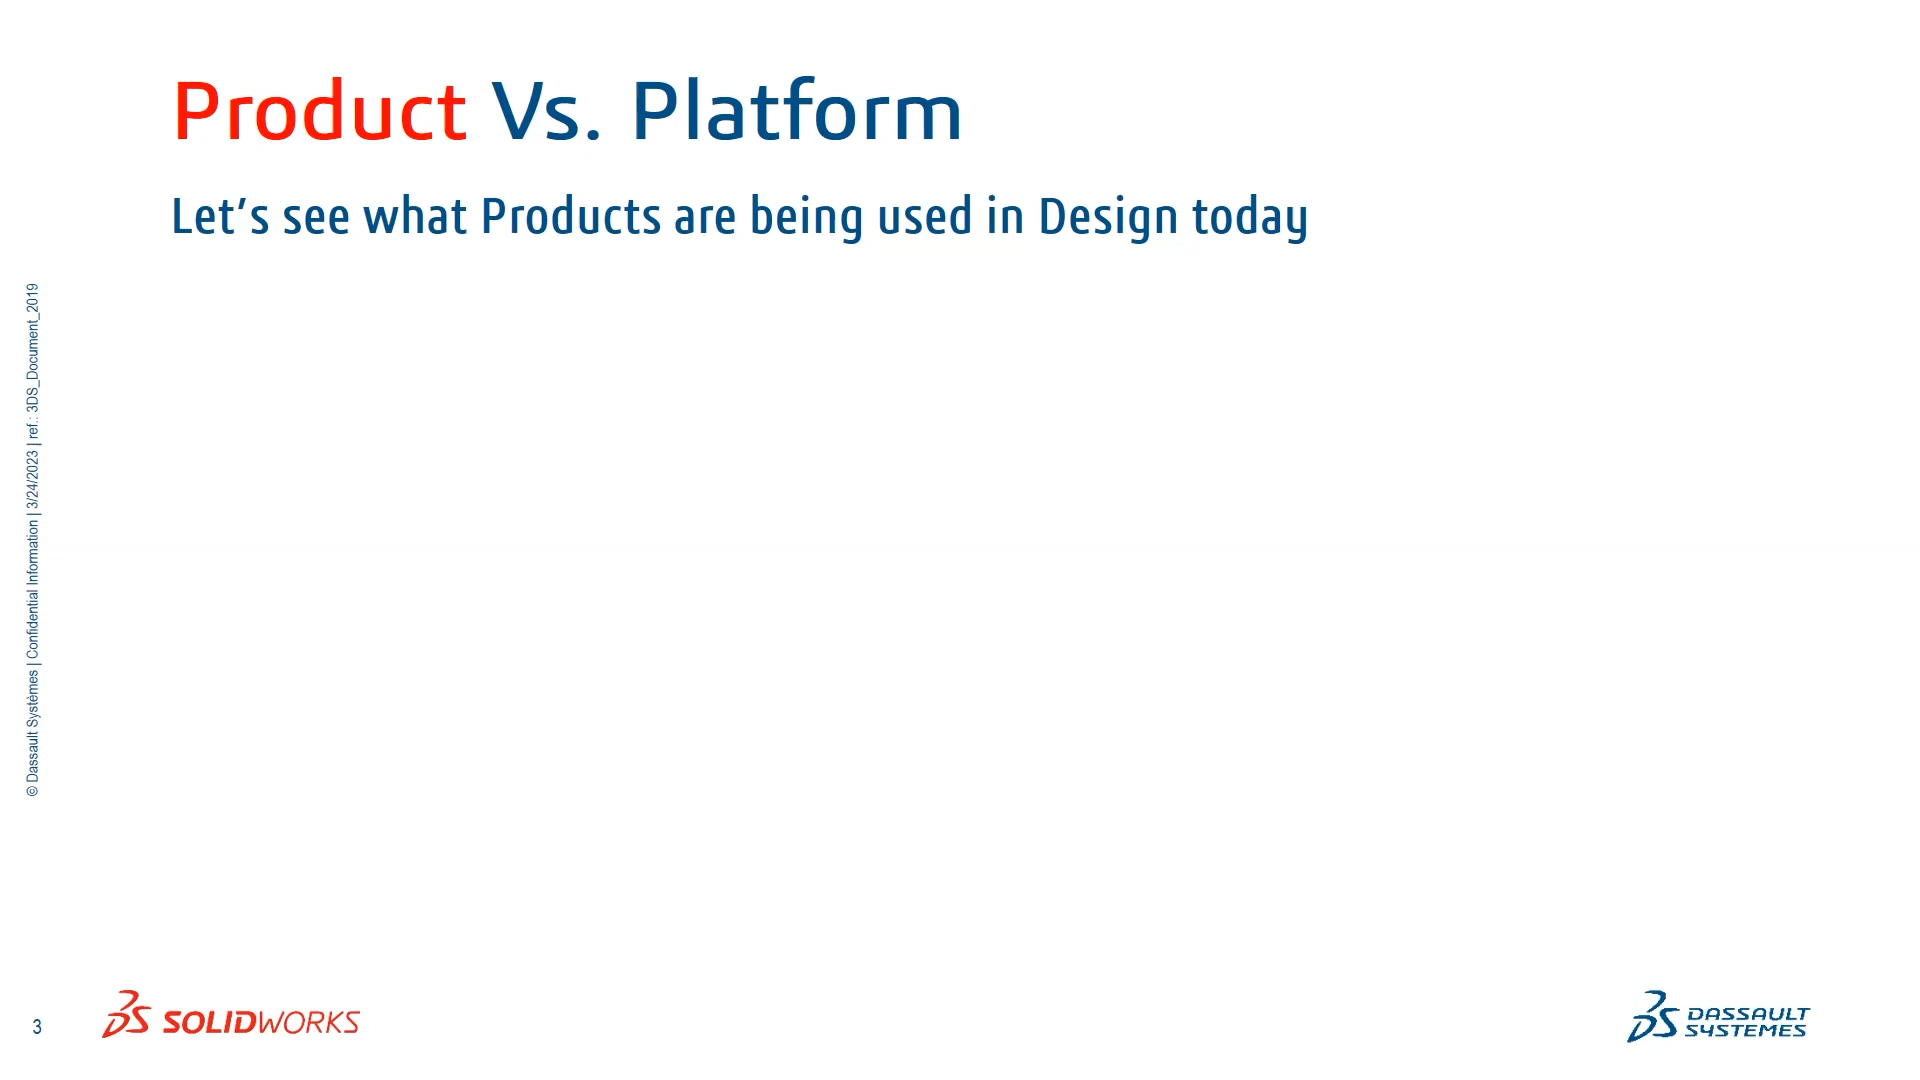 Product Vs. Platform
Let's see what Products are being used in Design today
© Dassault Systèmes | Confidential Information | 3/24/2023 | ref.: 3DS_Document_2019
3
SOLIDWORKS
DASSAULT
SYSTEMES